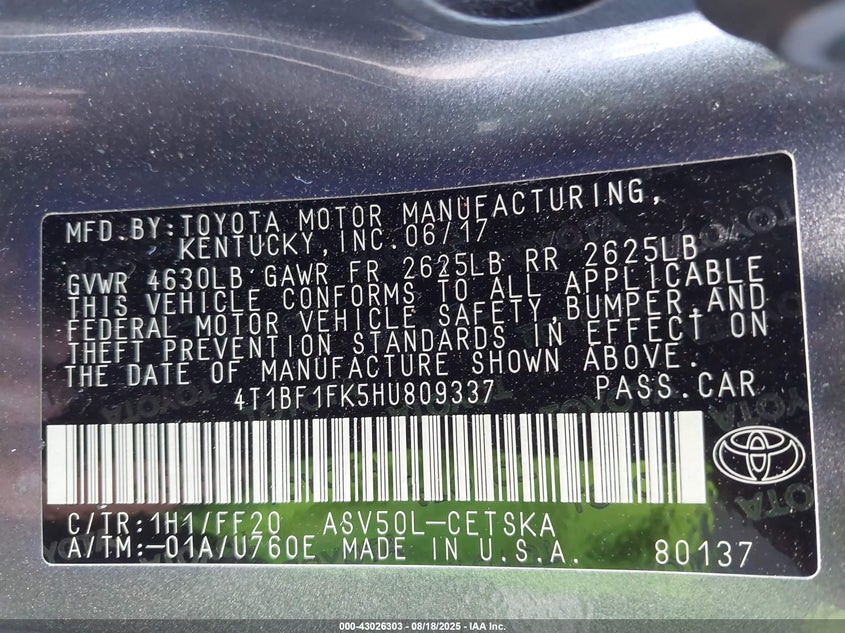 MFD.BY:TOYOTA MOTOR MANUFACTURING,
KENTUCKY,INC.06/17
GVWR 4630LB GAWR FR 2625LB RR 2625LB
THIS VEHICLE CONFORMS TO ALL APPLICABLE
FEDERAL MOTOR VEHICLE SAFETY,BUMPER,AND
THEFT PREVENTION STANDARDS IN EFFECT ON
THE DATE OF MANUFACTURE SHOWN ABOVE.
4T1BF1FK5HU809337 PASS.CAR
C/TR:1H1/FF20 ASV50L-CETSKA
A/TM:-01A/U760E MADE IN U.S.A. 80137
000-43026303 — 08/18/2025 — IAA Inc.